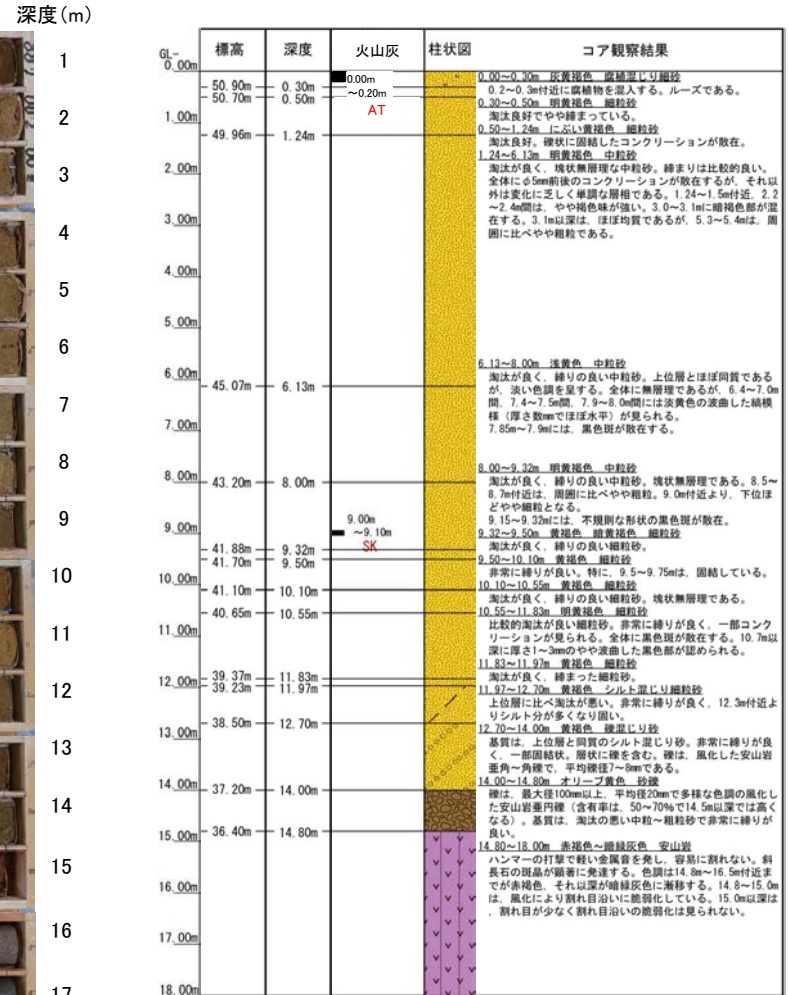 深度(m)
1
2
3
4
5
6
7
8
9
10
11
12
13
14
15
16
17
標高
深度
火山灰
柱状図
コア観察結果
GL-
0.00m
1.00m
2.00m
3.00m
4.00m
5.00m
6.00m
7.00m
8.00m
9.00m
10.00m
11.00m
12.00m
13.00m
14.00m
15.00m
16.00m
17.00m
18.00m
50.90m 0.30m
50.70m 0.50m
49.96m 1.24m
45.07m 6.13m
43.20m 8.00m
41.88m 9.32m
41.70m 9.50m
41.10m 10.10m
40.65m 10.55m
39.37m 11.83m
39.23m 11.97m
38.50m 12.70m
37.20m 14.00m
36.40m 14.80m
0.00m
～0.20m
AT
9.00m
～9.10m
SK
0.00～0.30m 灰黄褐色 腐植混じり細砂
0.2～0.3m付近に腐植物を混入する。ルーズである。
0.30～0.50m 明黄褐色 細粒砂
淘汰良好でやや締まっている。
0.50～1.24m にぶい黄褐色 細粒砂
淘汰良好。礫状に固結したコンクリーションが散在。
1.24～6.13m 明黄褐色 中粒砂
淘汰が良く，塊状無層理な中粒砂。締まりは比較的良い。
全体にφ5mm前後のコンクリーションが散在するが，それ以
外は変化に乏しく単調な層相である。1.24～1.5m付近，2.2
～2.4m間は，やや褐色味が強い。3.0～3.1mに暗褐色部が混
在する。3.1m以深は，ほぼ均質であるが，5.3～5.4mは，周
囲に比べやや粗粒である。
6.13～8.00m 浅黄色 中粒砂
淘汰が良く，締りの良い中粒砂。上位層とほぼ同質である
が，淡い色調を呈する。全体に無層理であるが，6.4～7.0m
間，7.4～7.5m間，7.9～8.0m間には淡黄色の波曲した縞模
様（厚さ数mmでほぼ水平）が見られる。
7.85m～7.9mには，黒色斑が散在する。
8.00～9.32m 明黄褐色 中粒砂
淘汰が良く，締りの良い中粒砂。塊状無層理である。8.5～
8.7m付近は，周囲に比べやや粗粒。9.0m付近より，下位ほ
どやや細粒となる。
9.15～9.32mには，不規則な形状の黒色斑が散在。
9.32～9.50m 黄褐色 暗黄褐色 細粒砂
淘汰が良く，締りの良い細粒砂。
9.50～10.10m 黄褐色 細粒砂
非常に締りが良い。特に，9.5～9.75mは，固結している。
10.10～10.55m 黄褐色 細粒砂
淘汰が良く，締りの良い細粒砂。塊状無層理である。
10.55～11.83m 明黄褐色 細粒砂
比較的淘汰が良い細粒砂。非常に締りが良く，一部コンク
リーションが見られる。全体に黒色斑が散在する。10.7m以
深に厚さ1～3mmのやや波曲した黒色部が認められる。
11.83～11.97m 黄褐色 細粒砂
淘汰が良く，締まった細粒砂。
11.97～12.70m 黄褐色 シルト混じり細粒砂
上位層に比べ淘汰が悪い。非常に締りが良く，12.3m付近よ
りシルト分が多くなり固い。
12.70～14.00m 黄褐色 礫混じり砂
基質は，上位層と同質のシルト混じり砂。非常に締りが良
く，一部固結状。層状に礫を含む。礫は，風化した安山岩
亜角～角礫で，平均礫径7～8mmである。
14.00～14.80m オリーブ黄色 砂礫
礫は，最大径100mm以上，平均径20mmで多様な色調の風化し
た安山岩亜円礫（含有率は，50～70%で14.5m以深では高く
なる）。基質は，淘汰の悪い中粒～粗粒砂で非常に締りが
良い。
14.80～18.00m 赤褐色～暗緑灰色 安山岩
ハンマーの打撃で軽い金属音を発し，容易に割れない。斜
長石の斑晶が顕著に発達する。色調は14.8m～16.5m付近ま
でが赤褐色，それ以深が暗緑灰色に漸移する。14.8～15.0m
は，風化により割れ目沿いに脆弱化している。15.0m以深は
，割れ目が少なく割れ目沿いの脆弱化は見られない。